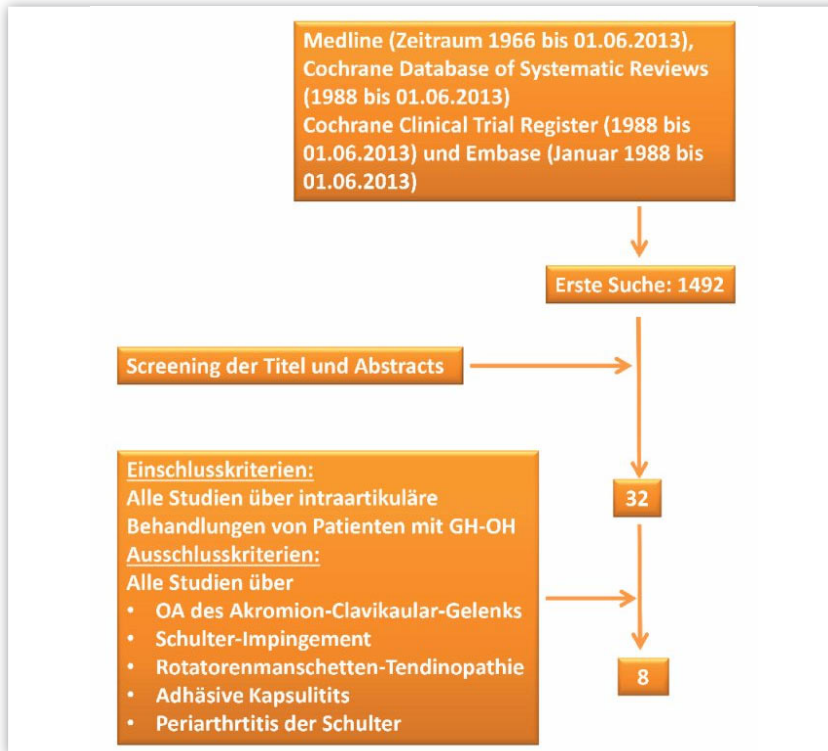 Medline (Zeitraum 1966 bis 01.06.2013),
Cochrane Database of Systematic Reviews
(1988 bis 01.06.2013)
Cochrane Clinical Trial Register (1988 bis
01.06.2013) und Embase (Januar 1988 bis
01.06.2013)
Erste Suche: 1492
Screening der Titel und Abstracts
32
Einschlusskriterien:
Alle Studien über intraartikuläre
Behandlungen von Patienten mit GH-OH
Ausschlusskriterien:
Alle Studien über
• OA des Akromion-Clavikaular-Gelenks
• Schulter-Impingement
• Rotatorenmanschetten-Tendinopathie
• Adhäsive Kapsulitits
• Periarthrtitis der Schulter
8